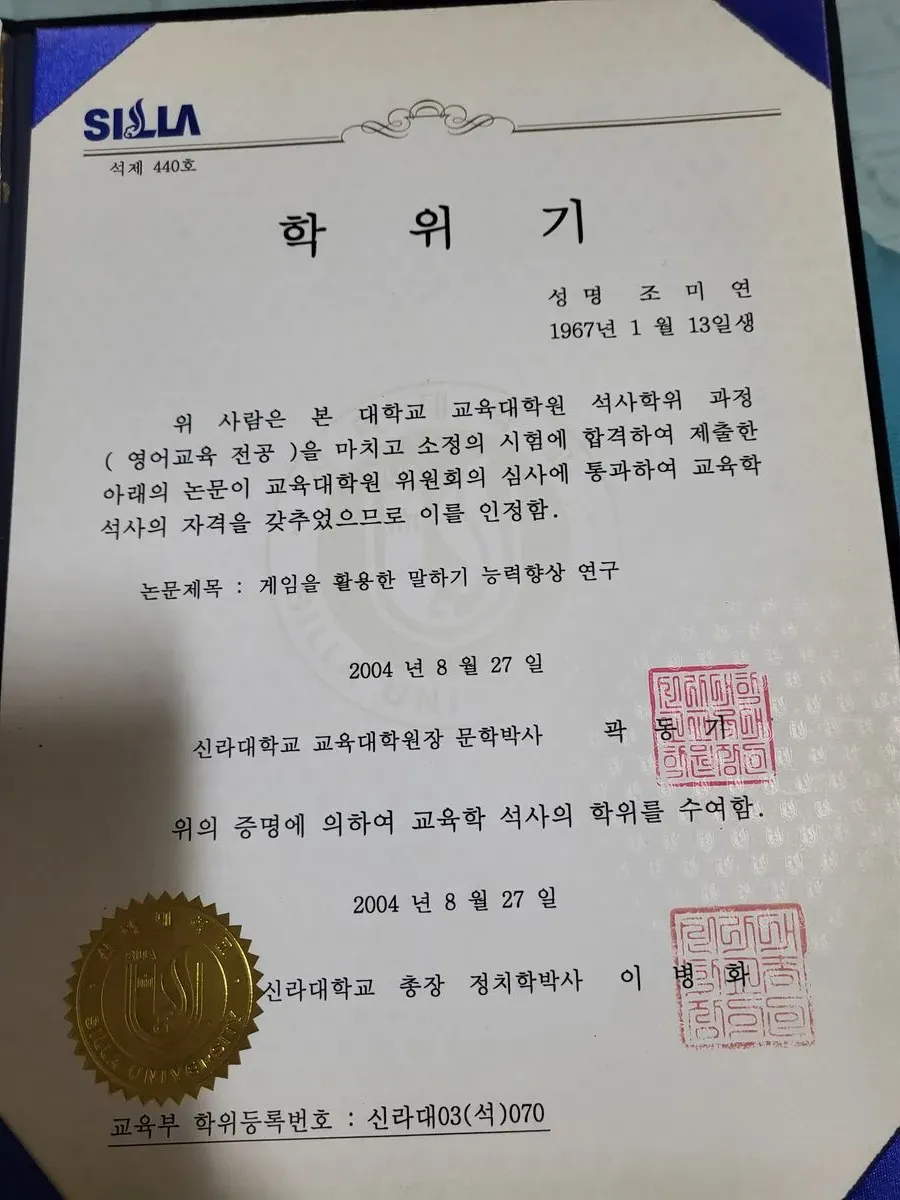 SILLA
석제 440호
학 위 기
성명 조 미 연
1967년 1 월 13일생
위 사람은 본 대학교 교육대학원 석사학위 과정
( 영어교육 전공 )을 마치고 소정의 시험에 합격하여 제출한
아래의 논문이 교육대학원 위원회의 심사에 통과하여 교육학
석사의 자격을 갖추었으므로 이를 인정함.
논문제목 : 게임을 활용한 말하기 능력향상 연구
2004 년 8 월 27 일
신라대학교 교육대학원장 문학박사 곽 동 기
위의 증명에 의하여 교육학 석사의 학위를 수여함.
2004 년 8 월 27 일
신라대학교 총장 정치학박사 이 병 화
신라대학교
SILLA
SILLA UNIVERSITY
교육부 학위등록번호 : 신라대03(석)070